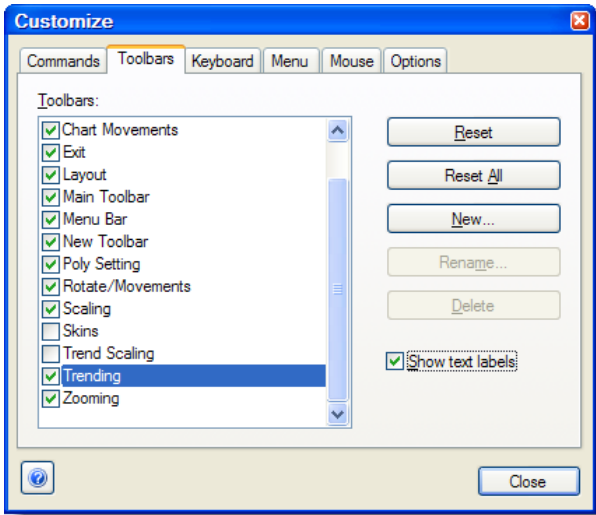 Customize
Commands Toolbars Keyboard Menu Mouse Options
Toolbars:
Chart Movements
Exit
Layout
Main Toolbar
Menu Bar
New Toolbar
Poly Setting
Rotate/Movements
Scaling
Skins
Trend Scaling
Trending
Zooming
Reset
Reset All
New...
Rename...
Delete
Show text labels
?
Close